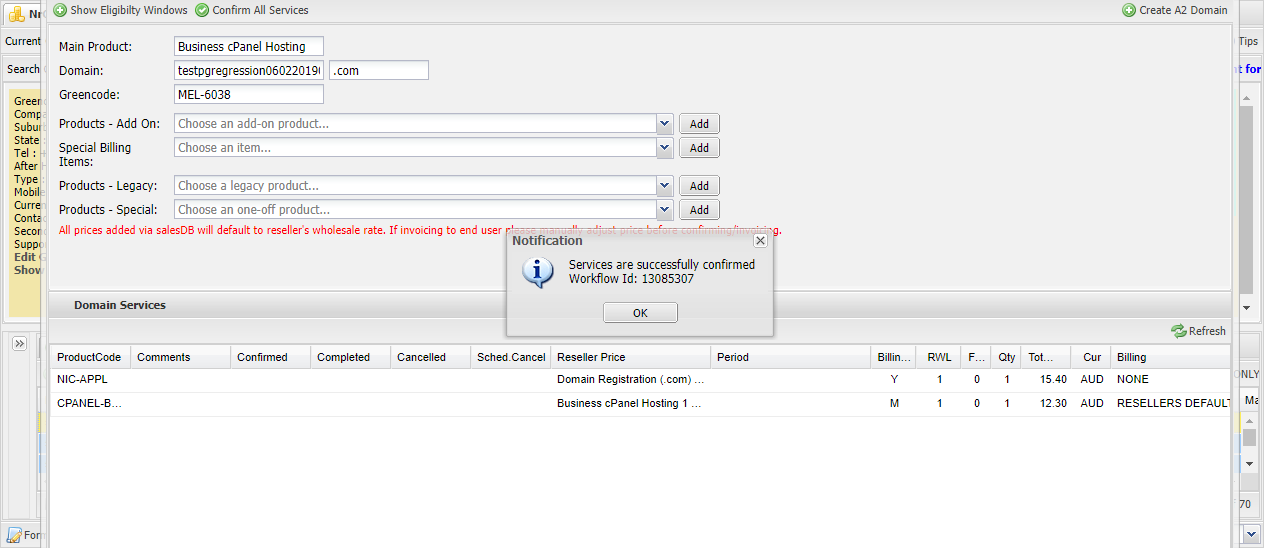 Show Eligibilty Windows
Confirm All Services
Create A2 Domain
Current
Tips
Search
t for
Main Product: Business cPanel Hosting
Domain: testpgregression06022019 .com
Greencode: MEL-6038
Products - Add On: Choose an add-on product... Add
Special Billing Items: Choose an item... Add
Products - Legacy: Choose a legacy product... Add
Products - Special: Choose an one-off product... Add
All prices added via salesDB will default to reseller's wholesale rate. If invoicing to end user please manually adjust price before confirming/invoicing.
Green
Compa
Suburb
State :
Tel : +
After H
Type :
Mobile
Curren
Contac
Secon
Suppo
Edit G
Show
Notification
Services are successfully confirmed
Workflow Id: 13085307
OK
Domain Services
Refresh
ProductCode Comments Confirmed Completed Cancelled Sched.Cancel Reseller Price Period Billin... RWL F... Qty Tot... Cur Billing
NIC-APPL Domain Registration (.com) ... Y 1 0 1 15.40 AUD NONE
CPANEL-B... Business cPanel Hosting 1 ... M 1 0 1 12.30 AUD RESELLERS DEFAULT
ONLY
Ma
70
Form